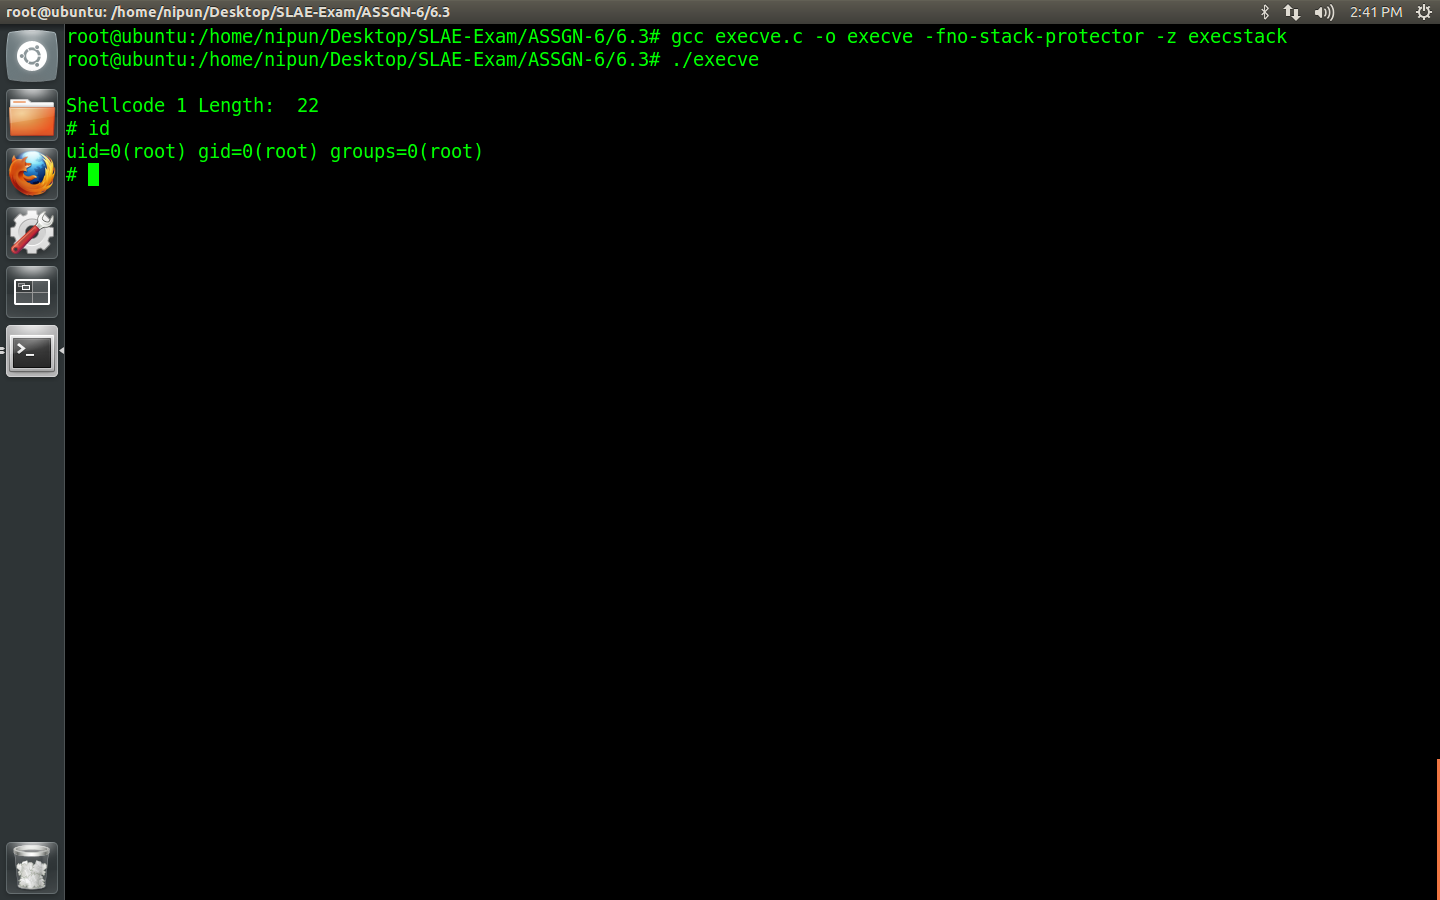 root@ubuntu: /home/nipun/Desktop/SLAE-Exam/ASSGN-6/6.3
2:41 PM
root@ubuntu:/home/nipun/Desktop/SLAE-Exam/ASSGN-6/6.3# gcc execve.c -o execve -fno-stack-protector -z execstack
root@ubuntu:/home/nipun/Desktop/SLAE-Exam/ASSGN-6/6.3# ./execve
Shellcode 1 Length:  22
# id
uid=0(root) gid=0(root) groups=0(root)
#